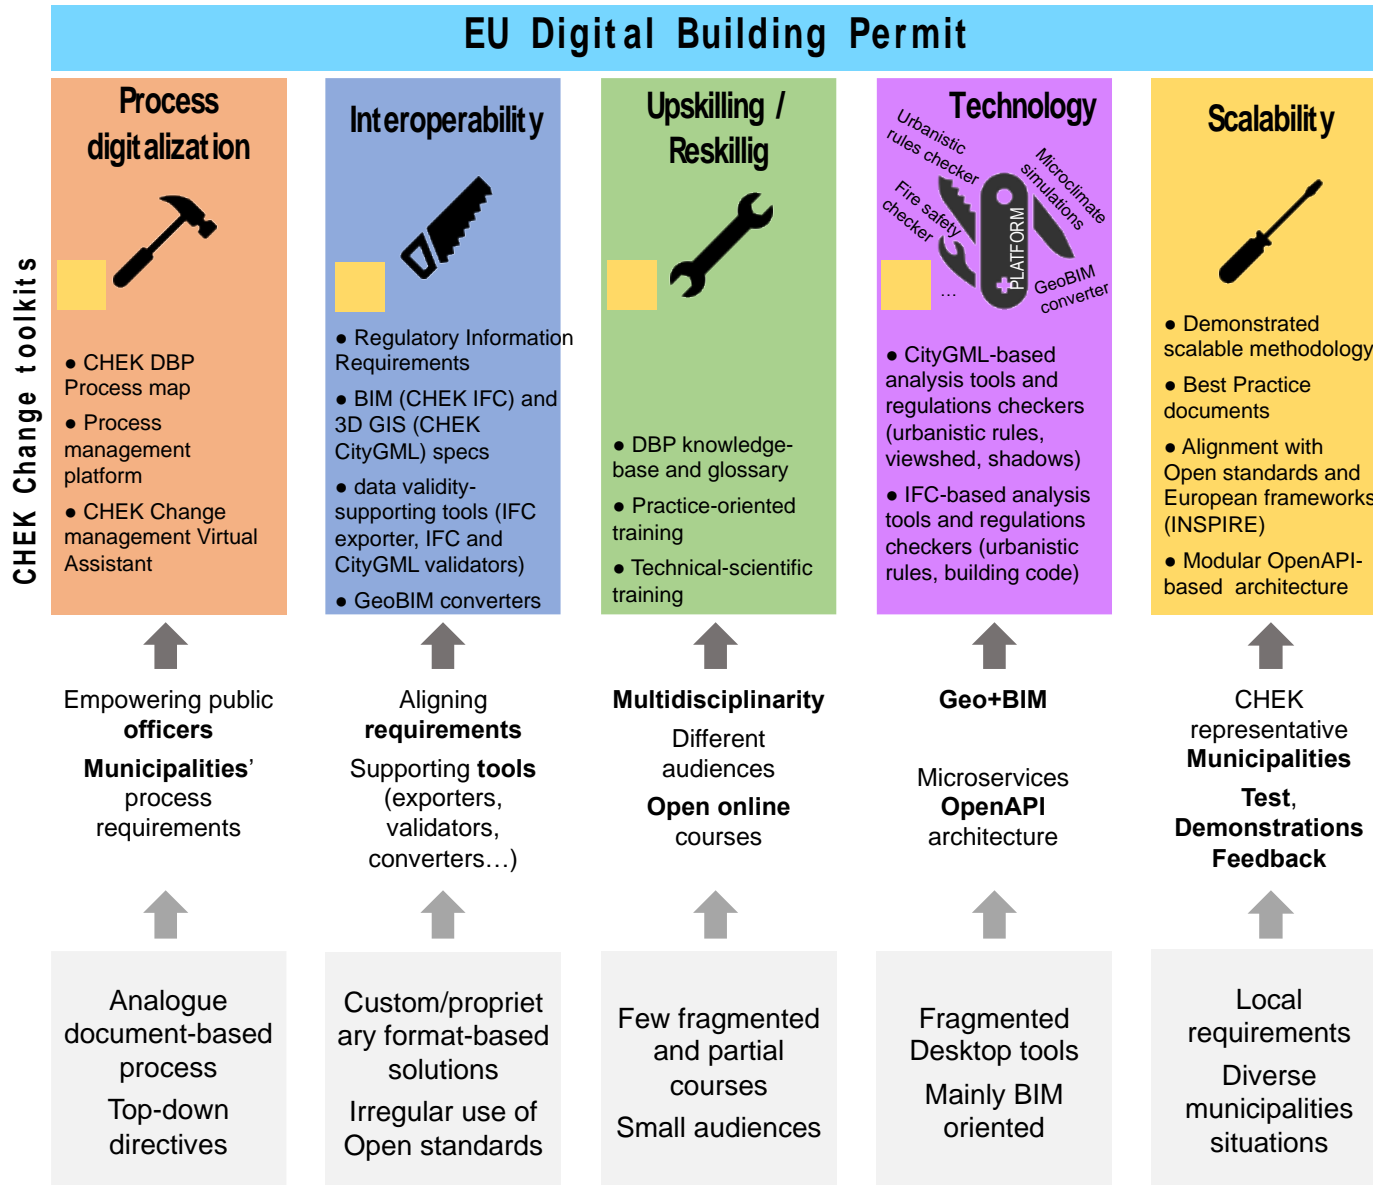 EU Digital Building Permit
CHEK Change toolkits
Process
digitalization
● CHEK DBP
Process map
● Process
management
platform
● CHEK Change
management Virtual
Assistant
Empowering public
officers
Municipalities'
process
requirements
Analogue
document-based
process
Top-down
directives
Interoperability
● Regulatory Information
Requirements
● BIM (CHEK IFC) and
3D GIS (CHEK
CityGML) specs
● data validity-
supporting tools (IFC
exporter, IFC and
CityGML validators)
● GeoBIM converters
Aligning
requirements
Supporting tools
(exporters,
validators,
converters…)
Custom/propriet
ary format-based
solutions
Irregular use of
Open standards
Upskilling /
Reskillig
● DBP knowledge-
base and glossary
● Practice-oriented
training
● Technical-scientific
training
Multidisciplinarity
Different
audiences
Open online
courses
Few fragmented
and partial
courses
Small audiences
Technology
Urbanistic
rules checker
Fire safety
checker
…
PLATFORM
Microclimate
simulations
GeoBIM
converter
● CityGML-based
analysis tools and
regulations checkers
(urbanistic rules,
viewshed, shadows)
● IFC-based analysis
tools and regulations
checkers (urbanistic
rules, building code)
Geo+BIM
Microservices
OpenAPI
architecture
Fragmented
Desktop tools
Mainly BIM
oriented
Scalability
● Demonstrated
scalable methodology
● Best Practice
documents
● Alignment with
Open standards and
European frameworks
(INSPIRE)
● Modular OpenAPI-
based architecture
CHEK
representative
Municipalities
Test,
Demonstrations
Feedback
Local
requirements
Diverse
municipalities
situations